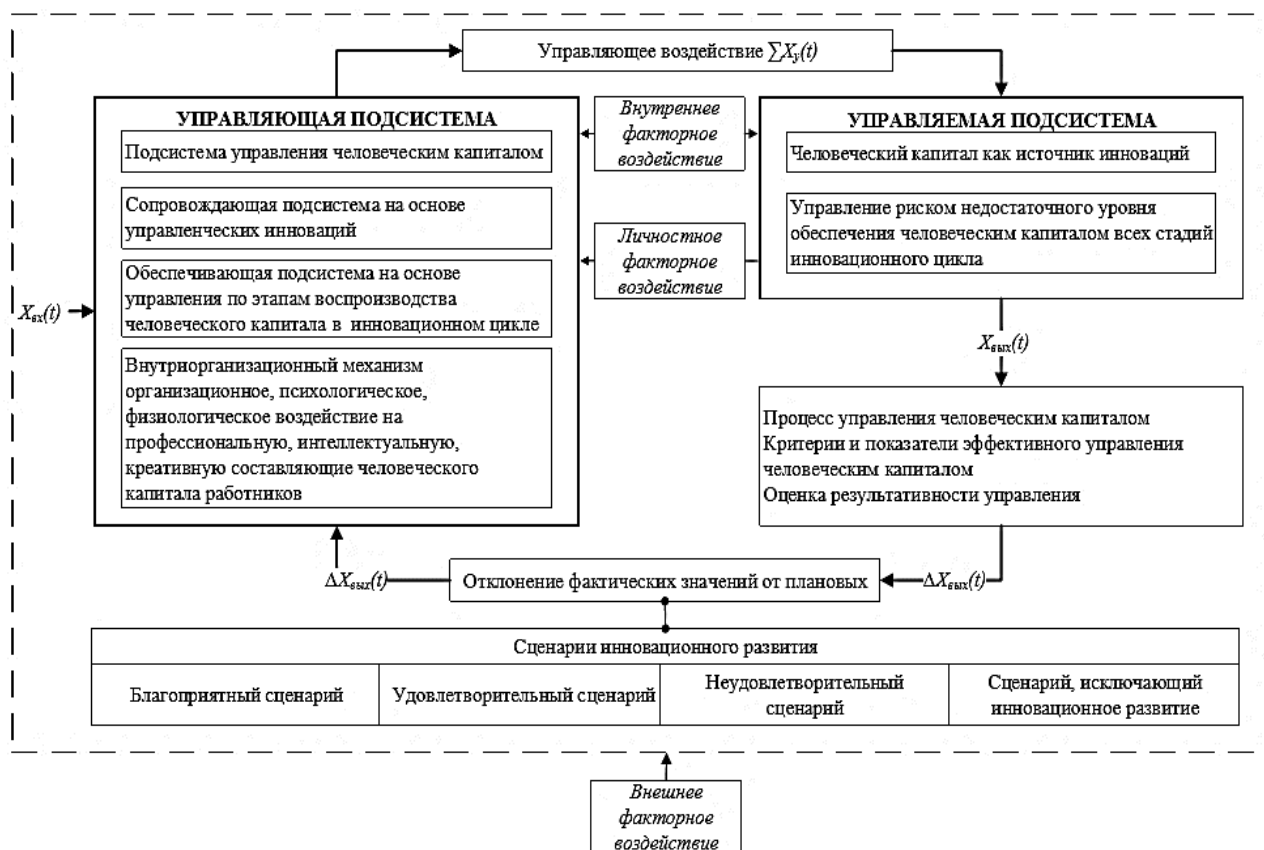 Управляющее воздействие ∑Xу(t)
УПРАВЛЯЮЩАЯ ПОДСИСТЕМА
Подсистема управления человеческим капиталом
Сопровождающая подсистема на основе
управленческих инноваций
Обеспечивающая подсистема на основе
управления по этапам воспроизводства
человеческого капитала в инновационном цикле
Внутриорганизационный механизм
организационное, психологическое,
физиологическое воздействие на
профессиональную, интеллектуальную,
креативную составляющие человеческого
капитала работников
Xвх(t)
Внутреннее
факторное
воздействие
Личностное
факторное
воздействие
УПРАВЛЯЕМАЯ ПОДСИСТЕМА
Человеческий капитал как источник инноваций
Управление риском недостаточного уровня
обеспечения человеческим капиталом всех стадий
инновационного цикла
Xвых(t)
Процесс управления человеческим капиталом
Критерии и показатели эффективного управления
человеческим капиталом
Оценка результативности управления
ΔXвых(t)
Отклонение фактических значений от плановых
ΔXвых(t)
Сценарии инновационного развития
Благоприятный сценарий
Удовлетворительный сценарий
Неудовлетворительный
сценарий
Сценарий, исключающий
инновационное развитие
Внешнее
факторное
воздействие